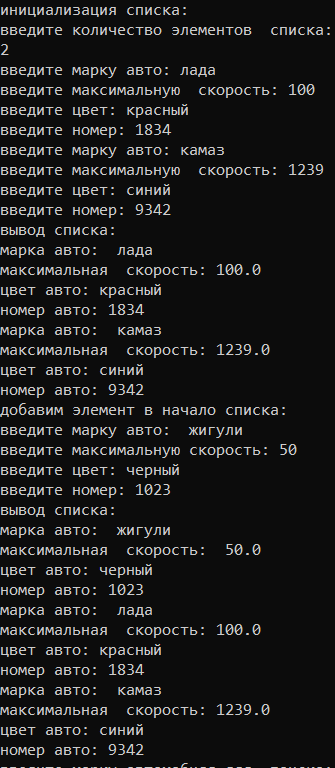 инициализация списка:
введите количество элементов  списка:
2
введите марку авто: лада
введите максимальную  скорость: 100
введите цвет: красный
введите номер: 1834
введите марку авто: камаз
введите максимальную  скорость: 1239
введите цвет: синий
введите номер: 9342
вывод списка:
марка авто:  лада
максимальная  скорость: 100.0
цвет авто: красный
номер авто: 1834
марка авто:  камаз
максимальная  скорость: 1239.0
цвет авто: синий
номер авто: 9342
добавим элемент в начало списка:
введите марку авто:  жигули
введите максимальную скорость: 50
введите цвет: черный
введите номер: 1023
вывод списка:
марка авто:  жигули
максимальная  скорость:  50.0
цвет авто: черный
номер авто: 1023
марка авто:  лада
максимальная  скорость: 100.0
цвет авто: красный
номер авто: 1834
марка авто:  камаз
максимальная  скорость: 1239.0
цвет авто: синий
номер авто: 9342